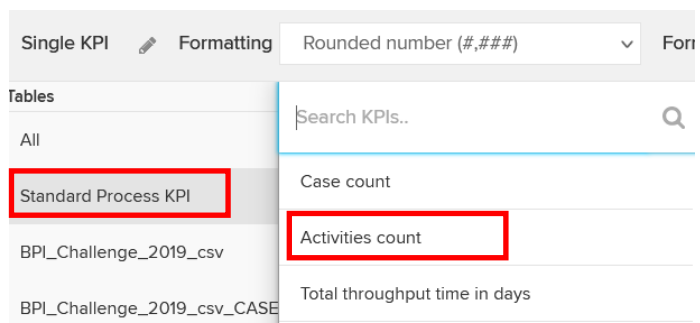 Single KPI Formatting Rounded number (#,###)
Tables
All
Standard Process KPI
BPI_Challenge_2019_csv
BPI_Challenge_2019_csv_CASE
Search KPIs..
Case count
Activities count
Total throughput time in days